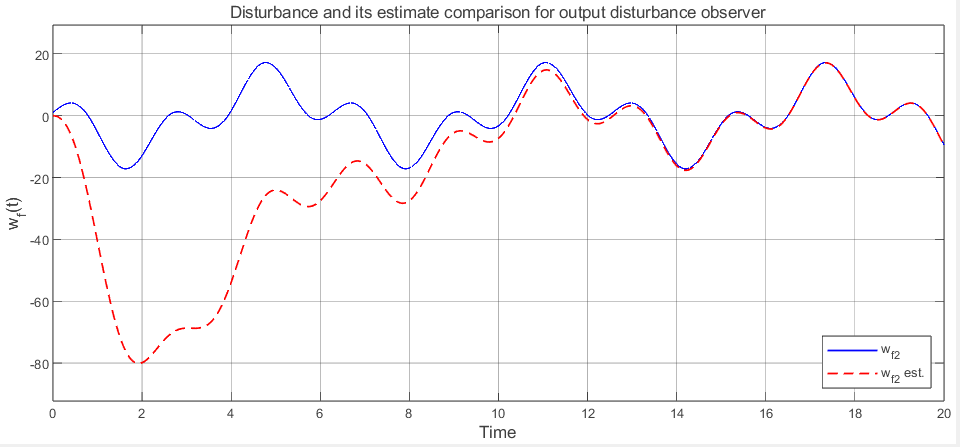 Disturbance and its estimate comparison for output disturbance observer
20
0
-20
-40
-60
-80
w_f(t)
0 2 4 6 8 10 12 14 16 18 20
Time
w_f2
w_f2 est.